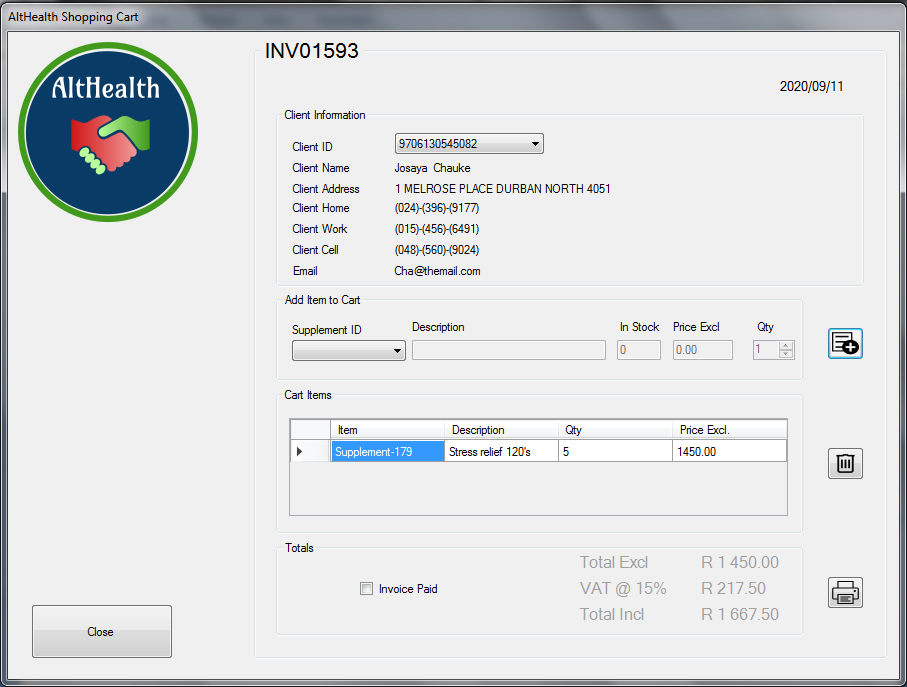 AltHealth Shopping Cart
AltHealth
INV01593
2020/09/11
Client Information
Client ID 9706130545082
Client Name Josaya Chauke
Client Address 1 MELROSE PLACE DURBAN NORTH 4051
Client Home (024)-(396)-(9177)
Client Work (015)-(456)-(6491)
Client Cell (048)-(560)-(9024)
Email Cha@themail.com
Add Item to Cart
Supplement ID Description In Stock Price Excl Qty
0 0.00 1
Cart Items
Item Description Qty Price Excl.
Supplement-179 Stress relief 120's 5 1450.00
Totals
Total Excl R 1 450.00
Invoice Paid VAT @ 15% R 217.50
Total Incl R 1 667.50
Close